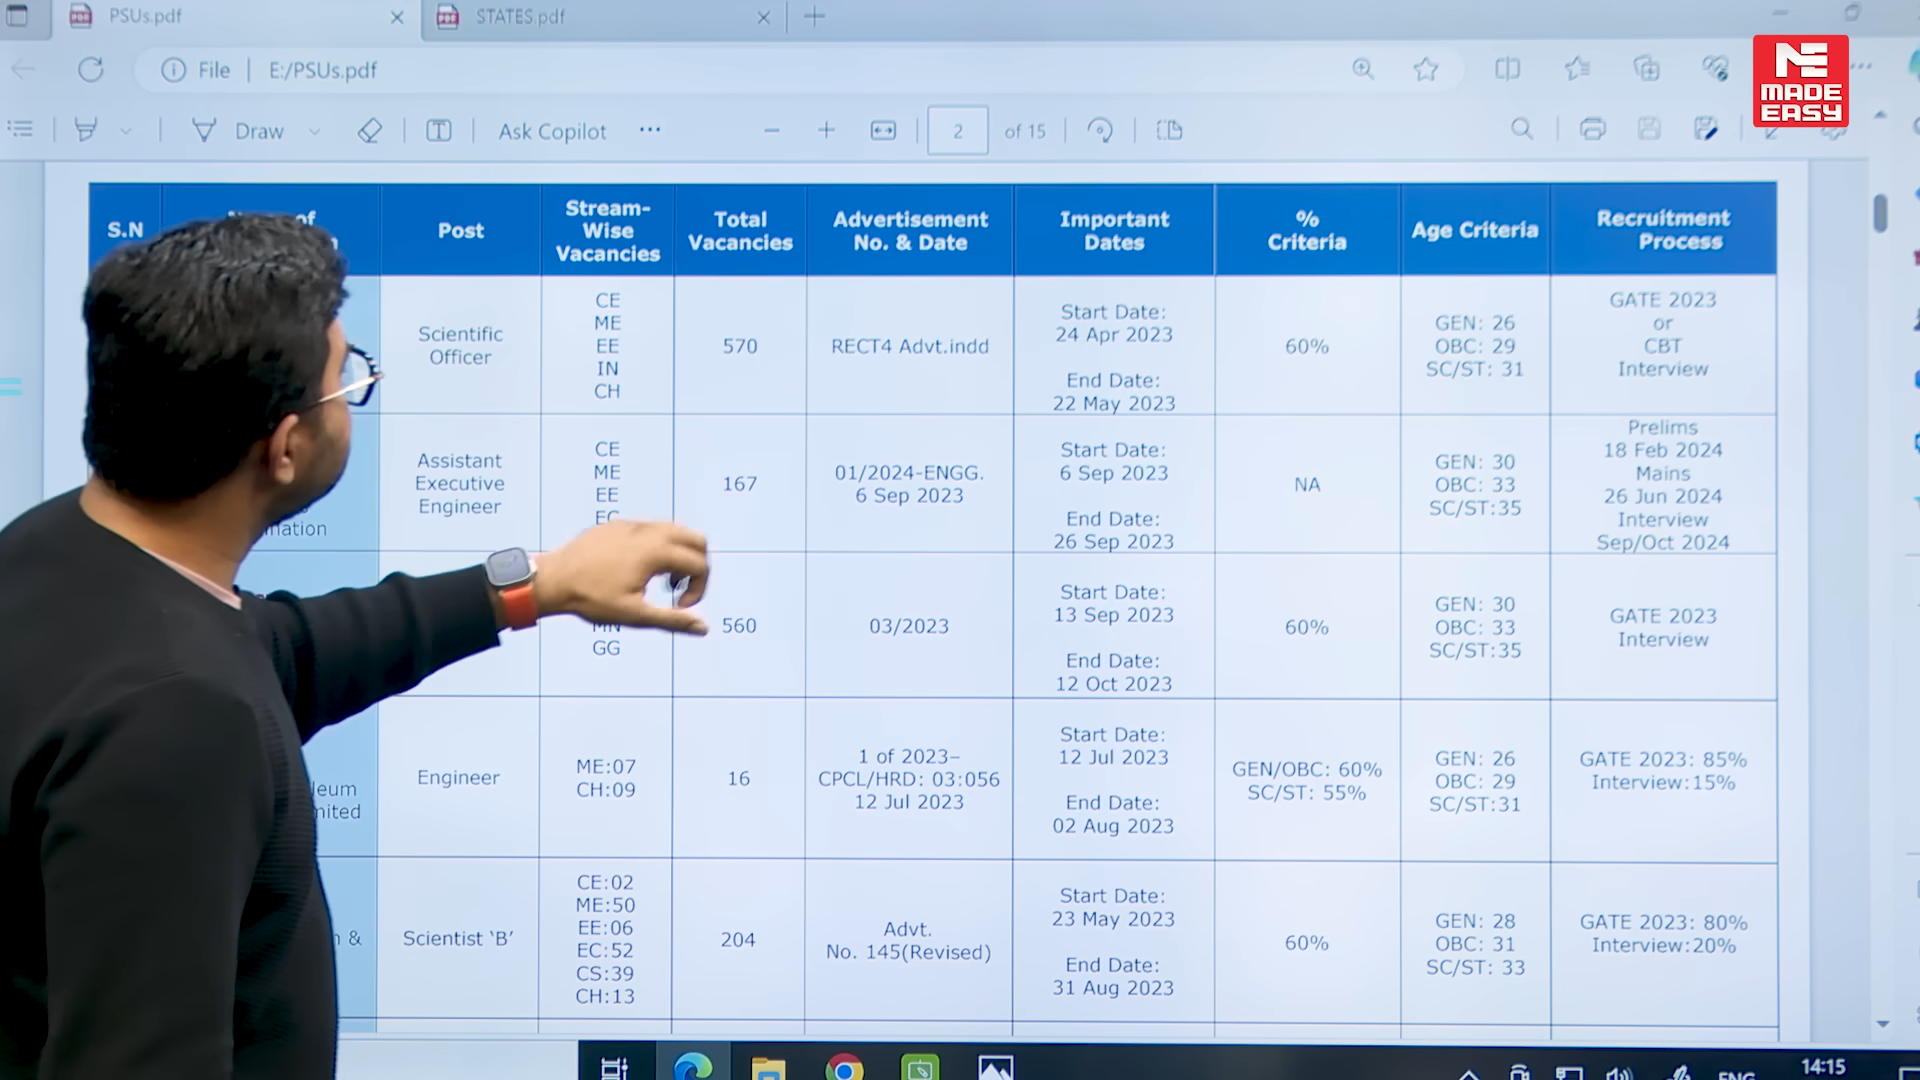 PSUs.pdf
STATES.pdf
File
E:/PSUs.pdf
MADE
EASY
Draw
Ask Copilot
2
of 15
S.N
of
Post
Stream-
Wise
Vacancies
Total
Vacancies
Advertisement
No. & Date
Important
Dates
%
Criteria
Age Criteria
Recruitment
Process
Scientific
Officer
CE
ME
EE
IN
CH
570
RECT4 Advt.indd
Start Date:
24 Apr 2023
End Date:
22 May 2023
60%
GEN: 26
OBC: 29
SC/ST: 31
GATE 2023
or
CBT
Interview
nation
Assistant
Executive
Engineer
CE
ME
EE
EC
167
01/2024-ENGG.
6 Sep 2023
Start Date:
6 Sep 2023
End Date:
26 Sep 2023
NA
GEN: 30
OBC: 33
SC/ST:35
Prelims
18 Feb 2024
Mains
26 Jun 2024
Interview
Sep/Oct 2024
MN
GG
560
03/2023
Start Date:
13 Sep 2023
End Date:
12 Oct 2023
60%
GEN: 30
OBC: 33
SC/ST:35
GATE 2023
Interview
leum
mited
Engineer
ME:07
CH:09
16
1 of 2023–
CPCL/HRD: 03:056
12 Jul 2023
Start Date:
12 Jul 2023
End Date:
02 Aug 2023
GEN/OBC: 60%
SC/ST: 55%
GEN: 26
OBC: 29
SC/ST:31
GATE 2023: 85%
Interview:15%
&
Scientist ‘B’
CE:02
ME:50
EE:06
EC:52
CS:39
CH:13
204
Advt.
No. 145(Revised)
Start Date:
23 May 2023
End Date:
31 Aug 2023
60%
GEN: 28
OBC: 31
SC/ST: 33
GATE 2023: 80%
Interview:20%
ENG
14:15